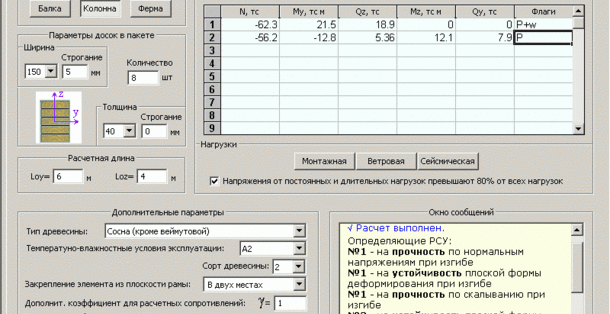 Балка Колонна Ферма
N, тс My, тс м Qz, тс Mz, тс м Qy, тс Флаги
1 -62.3 21.5 18.9 0 0 P+w
2 -56.2 -12.8 5.36 12.1 7.9 P
3
4
5
6
7
8
9
Параметры досок в пакете
Ширина
Строгание
150 5 мм
Количество
8 шт
z
y
Толщина
Строгание
40 0 мм
Расчетная длина
Loy= 6 м Loz= 4 м
Нагрузки
Монтажная Ветровая Сейсмическая
Напряжения от постоянных и длительных нагрузок превышают 80% от всех нагрузок
Дополнительные параметры
Тип древесины: Сосна (кроме веймутовой)
Температуно-влажностные условия эксплуатации: А2
Сорт древесины: 2
Закрепление элемента из плоскости рамы: В двух местах
Дополнит. коэффициент для расчетных сопротивлений: γ= 1
Окно сообщений
√ Расчет выполнен.
Определяющие РСУ:
№1 - на прочность по нормальным
напряжениям при изгибе
№1 - на устойчивость плоской формы
деформирования при изгибе
№1 - на прочность по скалыванию при
изгибе